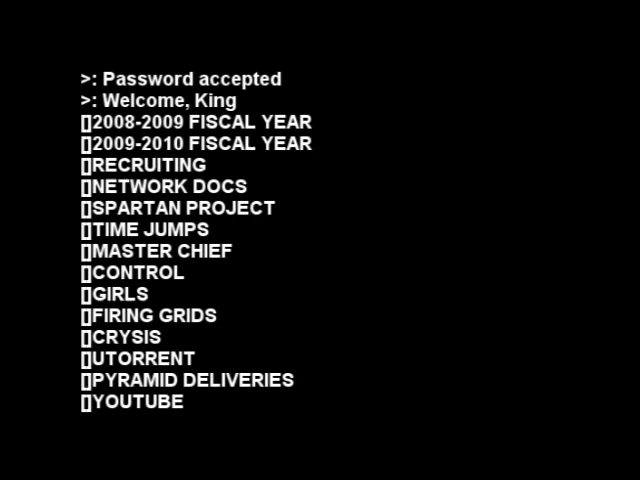 >: Password accepted
>: Welcome, King
[]2008-2009 FISCAL YEAR
[]2009-2010 FISCAL YEAR
[]RECRUITING
[]NETWORK DOCS
[]SPARTAN PROJECT
[]TIME JUMPS
[]MASTER CHIEF
[]CONTROL
[]GIRLS
[]FIRING GRIDS
[]CRYSIS
[]UTORRENT
[]PYRAMID DELIVERIES
[]YOUTUBE